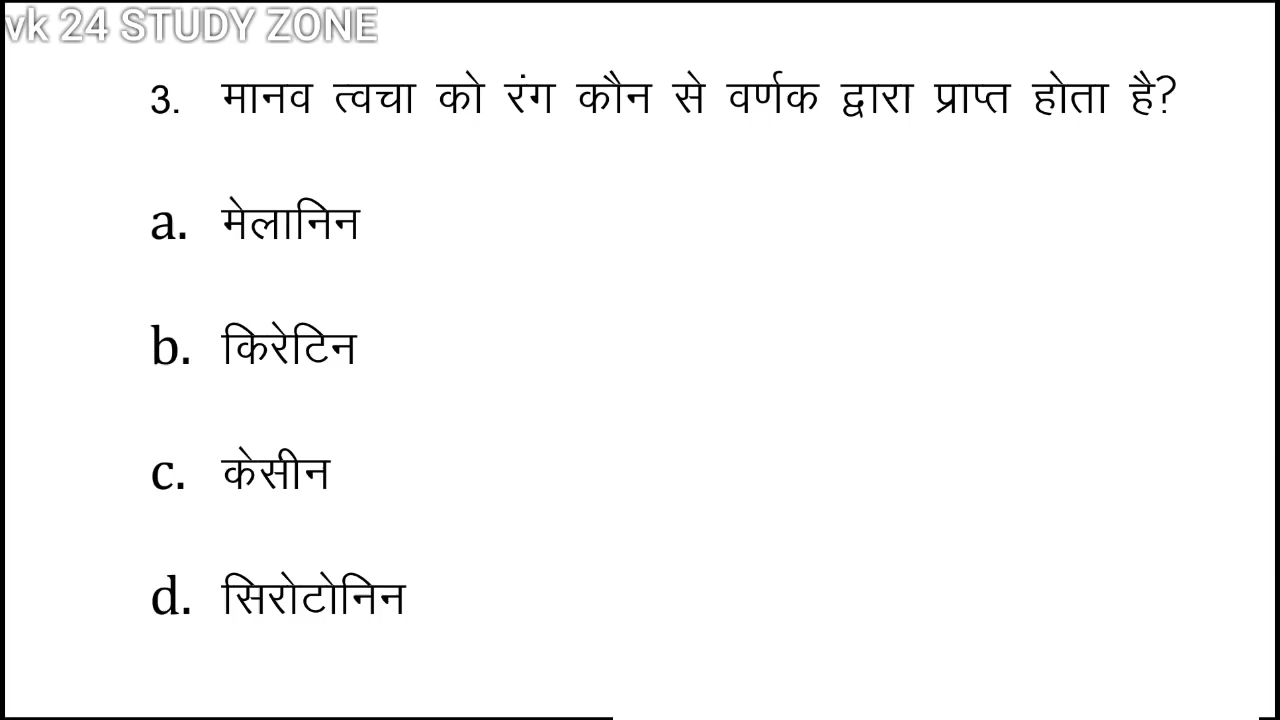 vk 24 STUDY ZONE
3. मानव त्वचा को रंग कौन से वर्णक द्वारा प्राप्त होता है?
a. मेलानिन
b. किरेटिन
c. केसीन
d. सिरोटोनिन